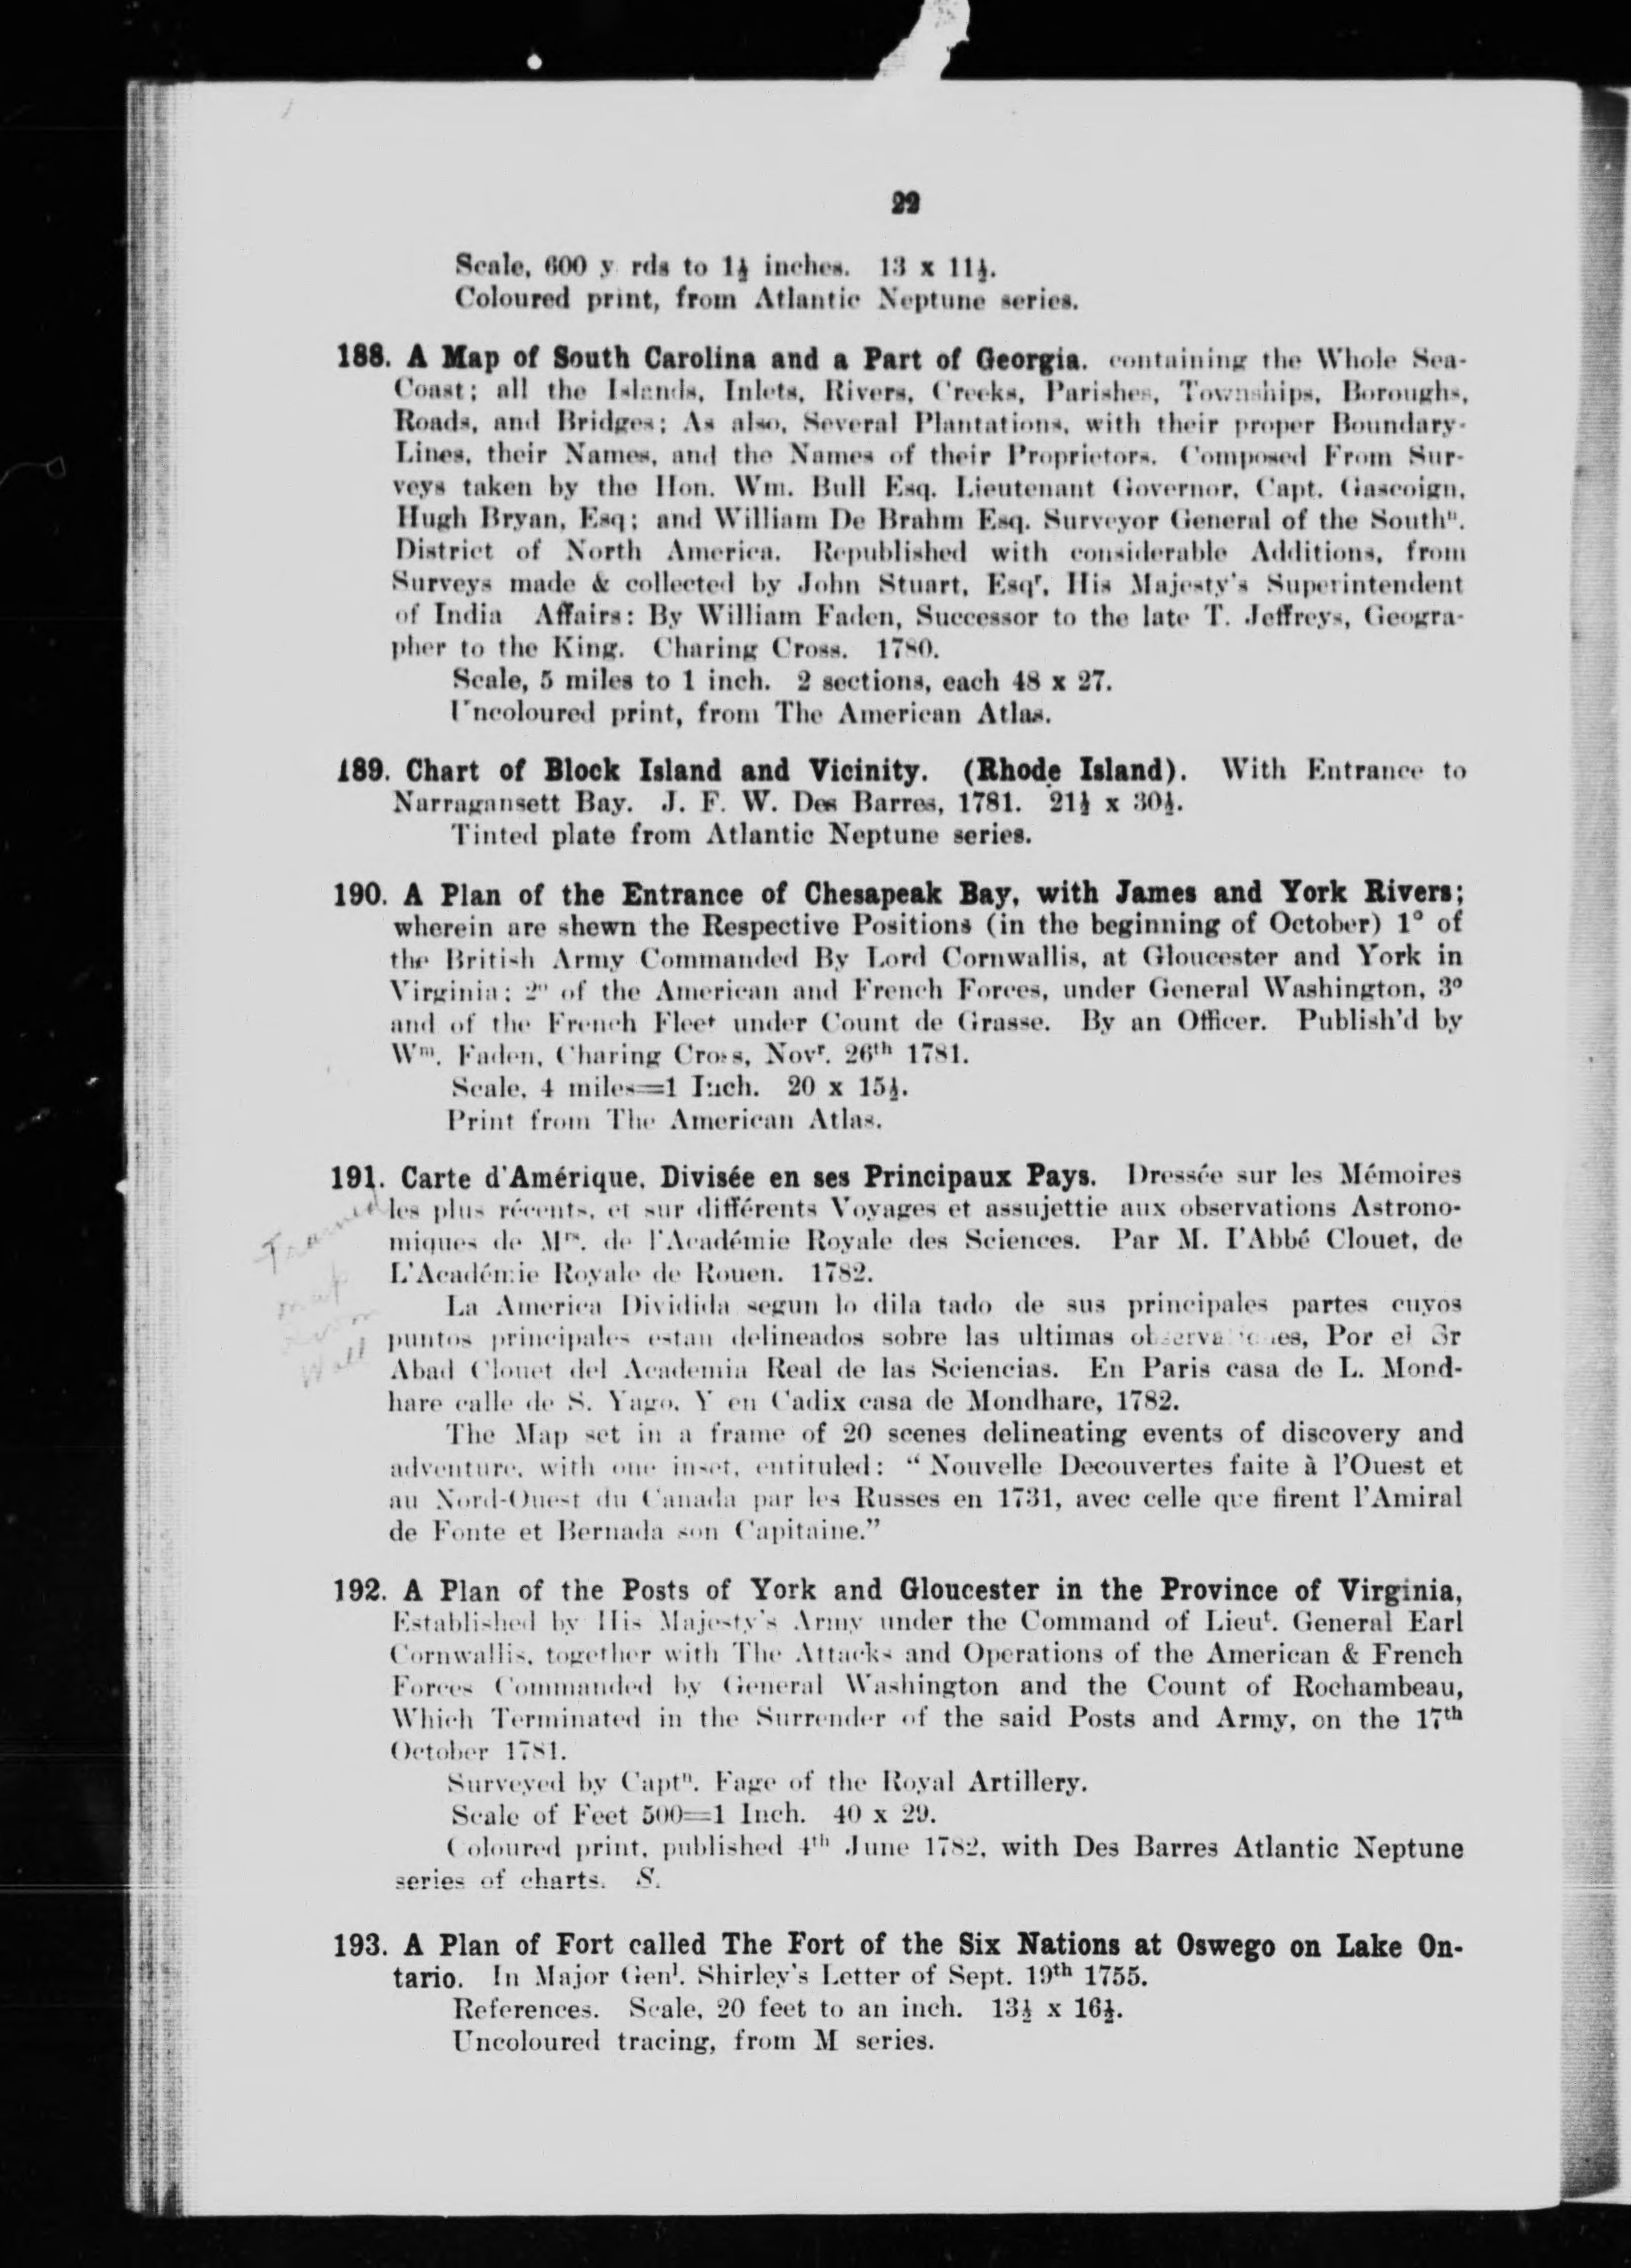 22
Scale, 600 y rds to 1½ inches. 13 x 11½.
Coloured print, from Atlantic Neptune series.
188. A Map of South Carolina and a Part of Georgia. containing the Whole Sea-
Coast; all the Islands, Inlets, Rivers, Creeks, Parishes, Townships, Boroughs,
Roads, and Bridges; As also, Several Plantations, with their proper Boundary-
Lines, their Names, and the Names of their Proprietors. Composed From Sur-
veys taken by the Hon. Wm. Bull Esq. Lieutenant Governor, Capt. Gascoign,
Hugh Bryan, Esq; and William De Brahm Esq. Surveyor General of the Southⁿ.
District of North America. Republished with considerable Additions, from
Surveys made & collected by John Stuart, Esqʳ, His Majesty's Superintendent
of India Affairs: By William Faden, Successor to the late T. Jeffreys, Geogra-
pher to the King. Charing Cross. 1780.
Scale, 5 miles to 1 inch. 2 sections, each 48 x 27.
Uncoloured print, from The American Atlas.
189. Chart of Block Island and Vicinity. (Rhode Island). With Entrance to
Narragansett Bay. J. F. W. Des Barres, 1781. 21½ x 30½.
Tinted plate from Atlantic Neptune series.
190. A Plan of the Entrance of Chesapeak Bay, with James and York Rivers;
wherein are shewn the Respective Positions (in the beginning of October) 1° of
the British Army Commanded By Lord Cornwallis, at Gloucester and York in
Virginia; 2° of the American and French Forces, under General Washington, 3°
and of the French Fleet under Count de Grasse. By an Officer. Publish'd by
Wᵐ. Faden, Charing Cross, Novʳ. 26ᵗʰ 1781.
Scale, 4 miles=1 Inch. 20 x 15½.
Print from The American Atlas.
191. Carte d'Amérique, Divisée en ses Principaux Pays. Dressée sur les Mémoires
les plus récents, et sur différents Voyages et assujettie aux observations Astrono-
miques de Mʳˢ. de l'Académie Royale des Sciences. Par M. l'Abbé Clouet, de
L'Académie Royale de Rouen. 1782.
Framed
map
room
Wall
La America Dividida segun lo dila tado de sus principales partes cuyos
puntos principales estan delineados sobre las ultimas Por el Sr
Abad Clouet del Academia Real de las Sciencias. En Paris casa de L. Mond-
hare calle de S. Yago. Y en Cadix casa de Mondhare, 1782.
The Map set in a frame of 20 scenes delineating events of discovery and
adventure, with one inset, entituled: "Nouvelle Decouvertes faite à l'Ouest et
au Nord-Ouest du Canada par les Russes en 1731, avec celle que firent l'Amiral
de Fonte et Bernada son Capitaine."
192. A Plan of the Posts of York and Gloucester in the Province of Virginia,
Established by His Majesty's Army under the Command of Lieuᵗ. General Earl
Cornwallis, together with The Attacks and Operations of the American & French
Forces Commanded by General Washington and the Count of Rochambeau,
Which Terminated in the Surrender of the said Posts and Army, on the 17ᵗʰ
October 1781.
Surveyed by Captⁿ. Fage of the Royal Artillery.
Scale of Feet 500=1 Inch. 40 x 29.
Coloured print, published 4ᵗʰ June 1782, with Des Barres Atlantic Neptune
series of charts. S.
193. A Plan of Fort called The Fort of the Six Nations at Oswego on Lake On-
tario. In Major Genˡ. Shirley's Letter of Sept. 19ᵗʰ 1755.
References. Scale, 20 feet to an inch. 13½ x 16½.
Uncoloured tracing, from M series.